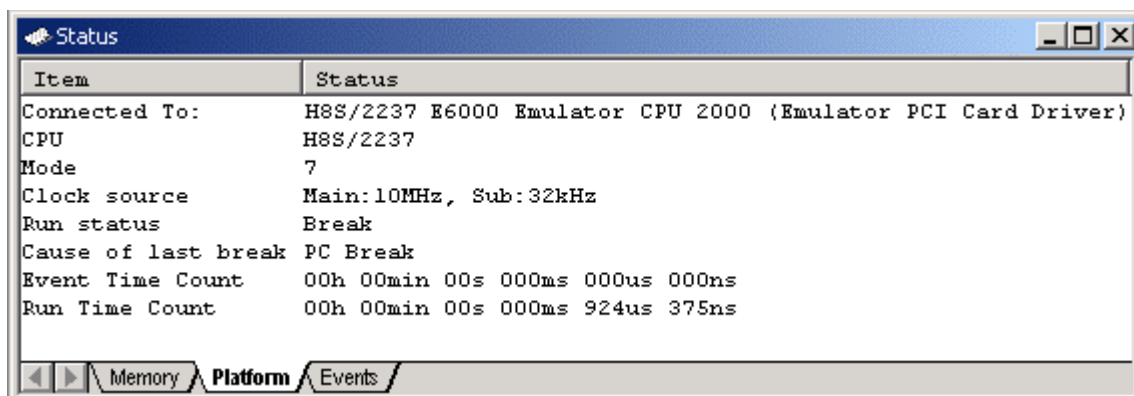 Status
Item Status
Connected To: H8S/2237 E6000 Emulator CPU 2000 (Emulator PCI Card Driver)
CPU H8S/2237
Mode 7
Clock source Main:10MHz, Sub:32kHz
Run status Break
Cause of last break PC Break
Event Time Count 00h 00min 00s 000ms 000us 000ns
Run Time Count 00h 00min 00s 000ms 924us 375ns
Memory Platform Events